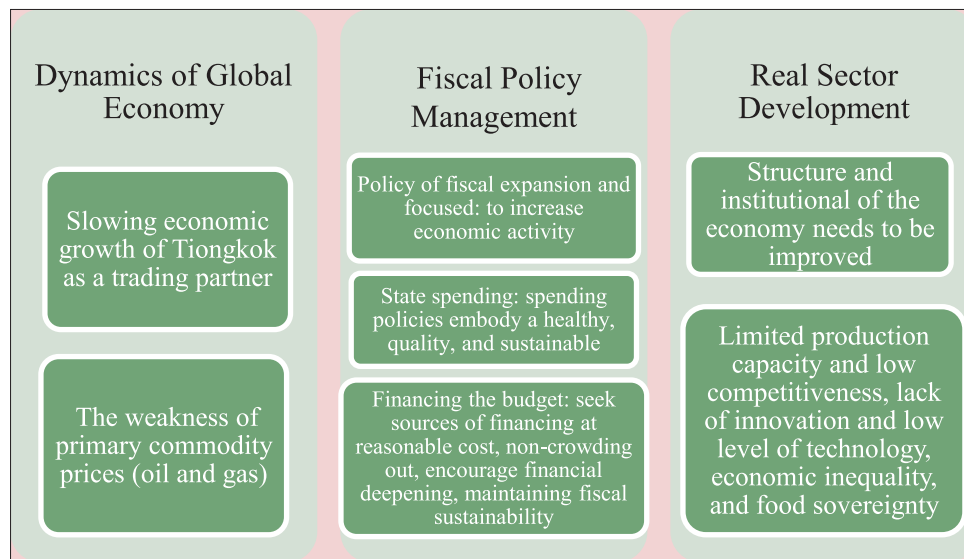 Dynamics of Global
Economy
Slowing economic
growth of Tiongkok
as a trading partner
The weakness of
primary commodity
prices (oil and gas)
Fiscal Policy
Management
Policy of fiscal expansion and
focused: to increase
economic activity
State spending: spending
policies embody a healthy,
quality, and sustainable
Financing the budget: seek
sources of financing at
reasonable cost, non-crowding
out, encourage financial
deepening, maintaining fiscal
sustainability
Real Sector
Development
Structure and
institutional of the
economy needs to be
improved
Limited production
capacity and low
competitiveness, lack
of innovation and low
level of technology,
economic inequality,
and food sovereignty